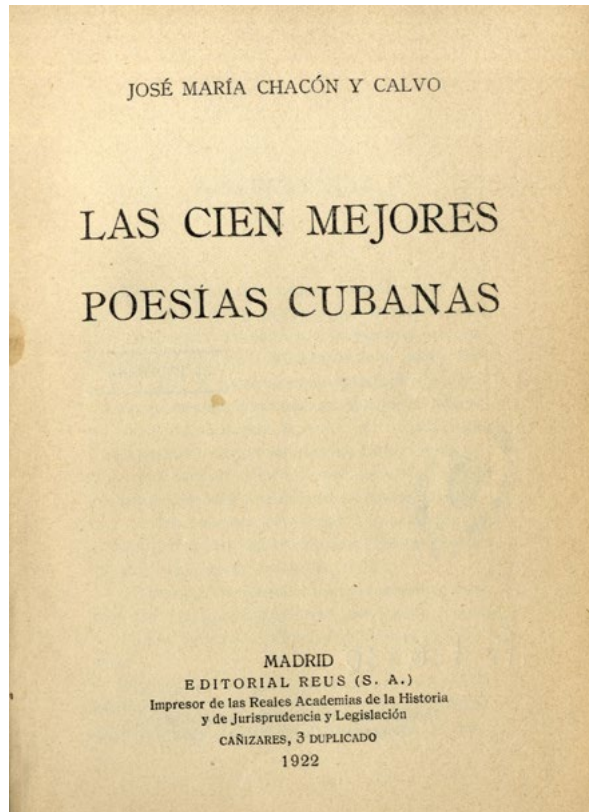 JOSÉ MARÍA CHACÓN Y CALVO
LAS CIEN MEJORES
POESÍAS CUBANAS
MADRID
EDITORIAL REUS (S. A.)
Impresor de las Reales Academias de la Historia
y de Jurisprudencia y Legislación
CAÑIZARES, 3 DUPLICADO
1922